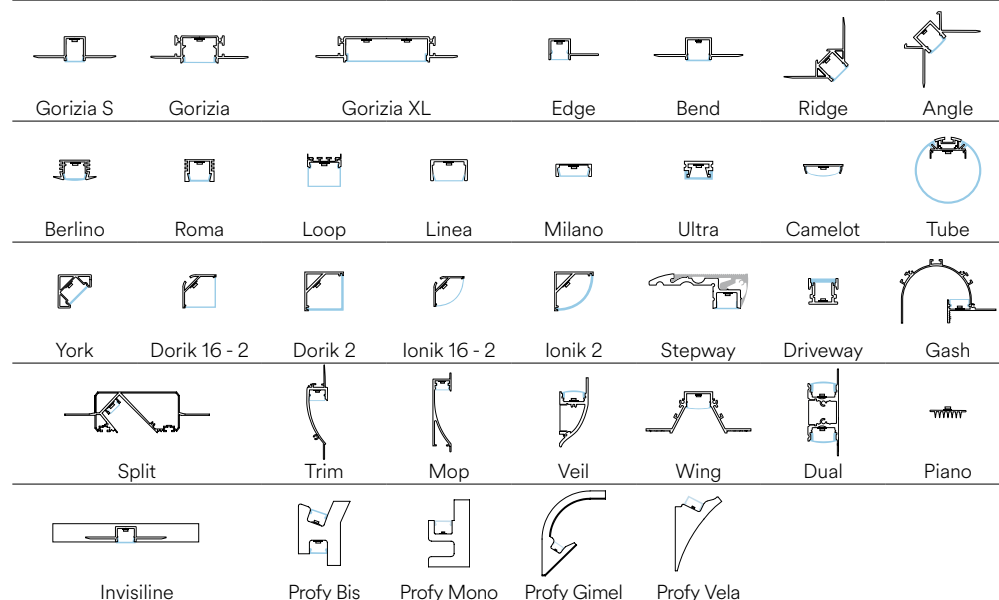 Gorizia S Gorizia Gorizia XL Edge Bend Ridge Angle
Berlino Roma Loop Linea Milano Ultra Camelot Tube
York Dorik 16 - 2 Dorik 2 Ionik 16 - 2 Ionik 2 Stepway Driveway Gash
Split Trim Mop Veil Wing Dual Piano
Invisiline Profy Bis Profy Mono Profy Gimel Profy Vela